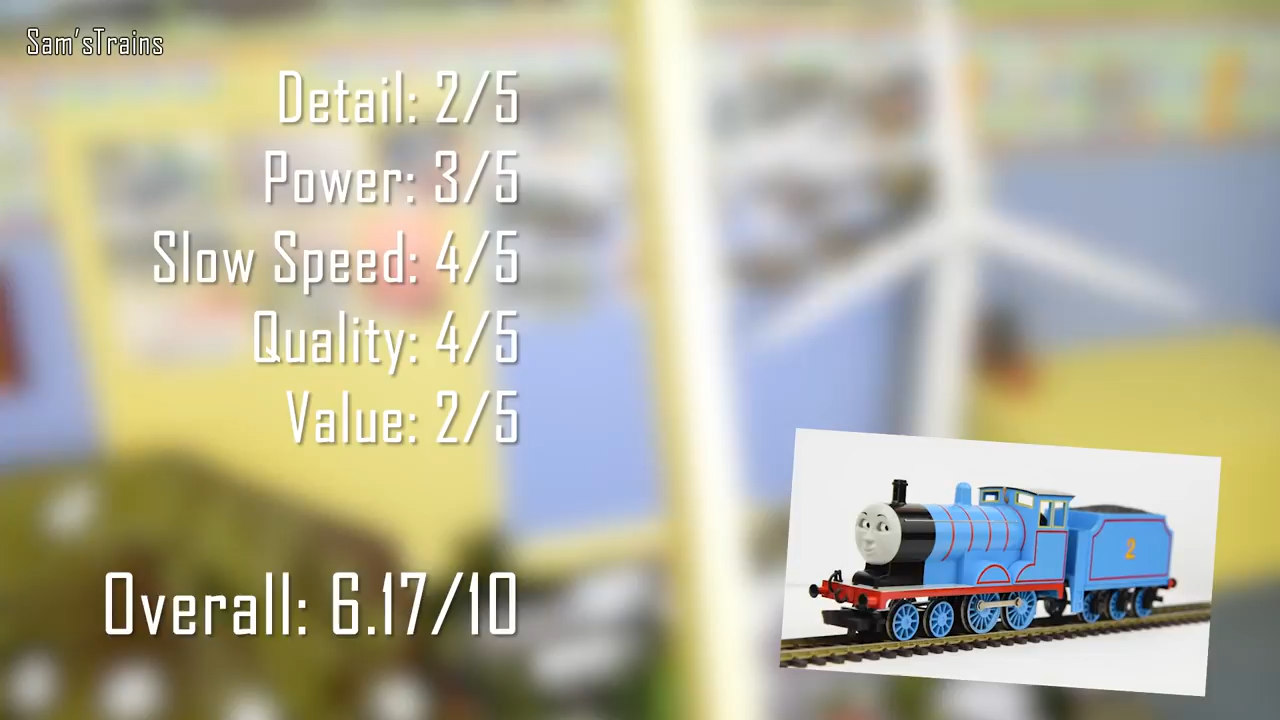 Sam'sTrains
Detail: 2/5
Power: 3/5
Slow Speed: 4/5
Quality: 4/5
Value: 2/5
Overall: 6.17/10
2